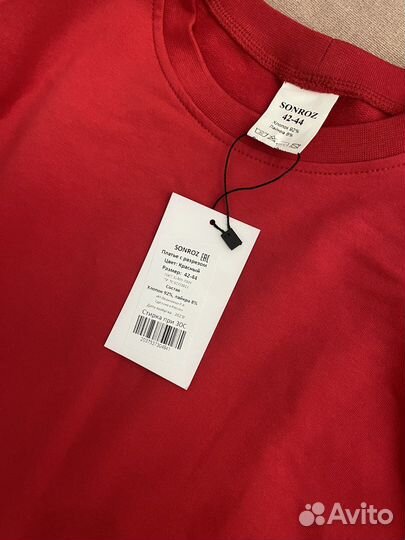 SONROZ
42-44
Хлопок 92%
Лайкра 8%
SONROZ EAC
Платье с разрезом
Цвет: Красный
Размер: 42-44
Состав
Хлопок 92%, лайкра 8%
Стирка при 30С
Avito